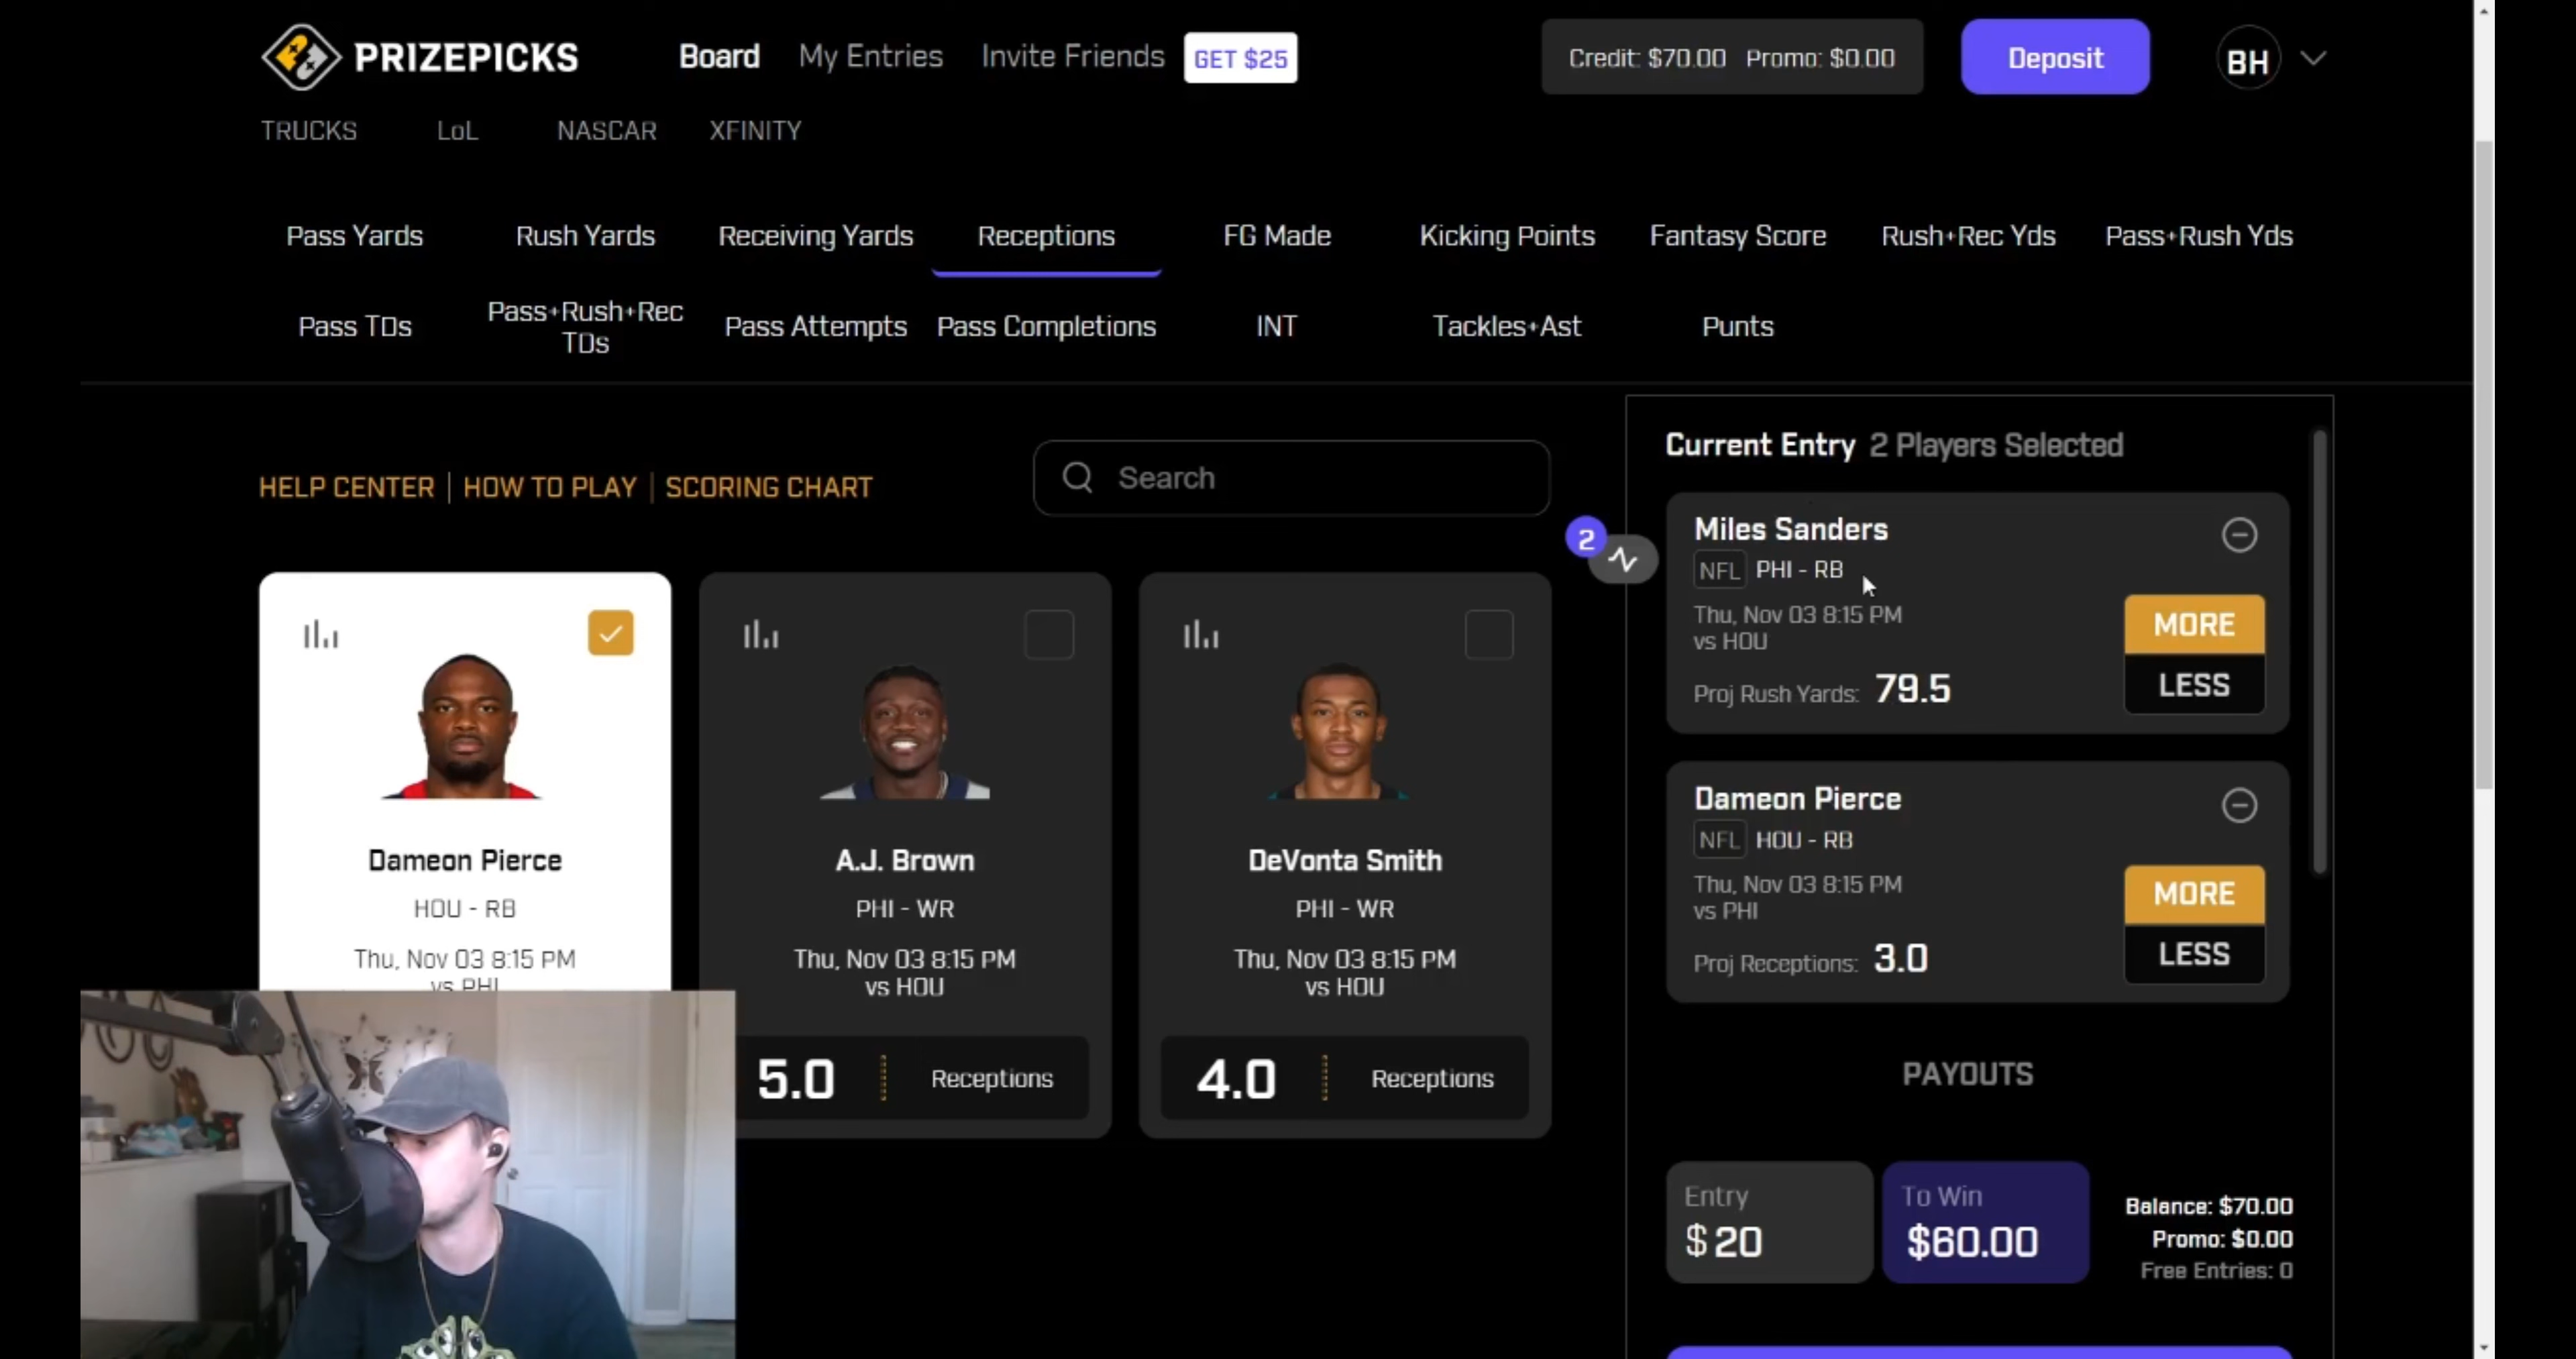 PRIZEPICKS Board My Entries Invite Friends GET $25 Credit: $70.00 Promo: $0.00 Deposit BH
TRUCKS LoL NASCAR XFINITY
Pass Yards Rush Yards Receiving Yards Receptions FG Made Kicking Points Fantasy Score Rush+Rec Yds Pass+Rush Yds
Pass TDs Pass+Rush+Rec TDs Pass Attempts Pass Completions INT Tackles+Ast Punts
HELP CENTER | HOW TO PLAY | SCORING CHART
Search
Dameon Pierce
HOU - RB
Thu, Nov 03 8:15 PM
vs PHI
A.J. Brown
PHI - WR
Thu, Nov 03 8:15 PM
vs HOU
5.0 Receptions
DeVonta Smith
PHI - WR
Thu, Nov 03 8:15 PM
vs HOU
4.0 Receptions
2
Current Entry 2 Players Selected
Miles Sanders
NFL PHI - RB
Thu, Nov 03 8:15 PM
vs HOU
Proj Rush Yards: 79.5
MORE
LESS
Dameon Pierce
NFL HOU - RB
Thu, Nov 03 8:15 PM
vs PHI
Proj Receptions: 3.0
MORE
LESS
PAYOUTS
Entry
$ 20
To Win
$60.00
Balance: $70.00
Promo: $0.00
Free Entries: 0